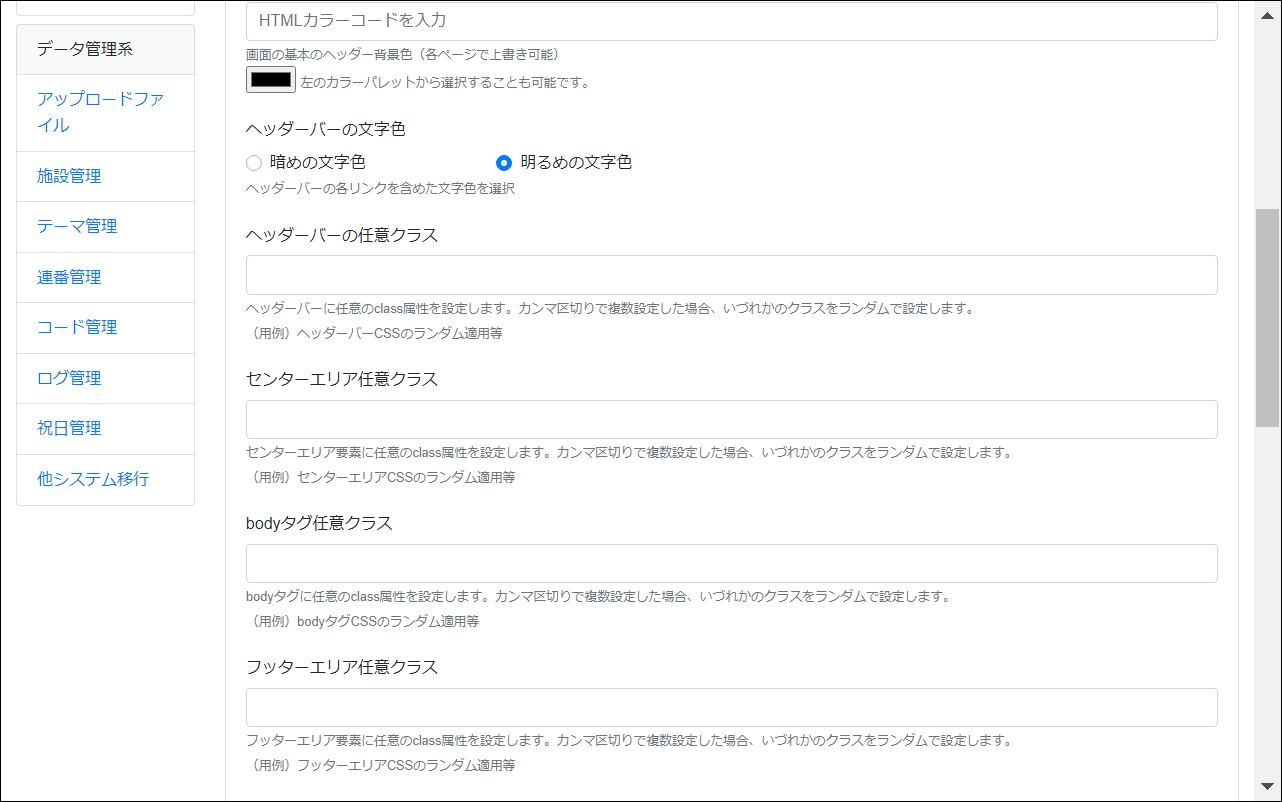 データ管理系
アップロードファ
イル
施設管理
テーマ管理
連番管理
コード管理
ログ管理
祝日管理
他システム移行
HTMLカラーコードを入力
画面の基本のヘッダー背景色（各ページで上書き可能）
左のカラーパレットから選択することも可能です。
ヘッダーバーの文字色
暗めの文字色 明るめの文字色
ヘッダーバーの各リンクを含めた文字色を選択
ヘッダーバーの任意クラス
ヘッダーバーに任意のclass属性を設定します。カンマ区切りで複数設定した場合、いづれかのクラスをランダムで設定します。
（用例）ヘッダーバーCSSのランダム適用等
センターエリア任意クラス
センターエリア要素に任意のclass属性を設定します。カンマ区切りで複数設定した場合、いづれかのクラスをランダムで設定します。
（用例）センターエリアCSSのランダム適用等
bodyタグ任意クラス
bodyタグに任意のclass属性を設定します。カンマ区切りで複数設定した場合、いづれかのクラスをランダムで設定します。
（用例）bodyタグCSSのランダム適用等
フッターエリア任意クラス
フッターエリア要素に任意のclass属性を設定します。カンマ区切りで複数設定した場合、いづれかのクラスをランダムで設定します。
（用例）フッターエリアCSSのランダム適用等